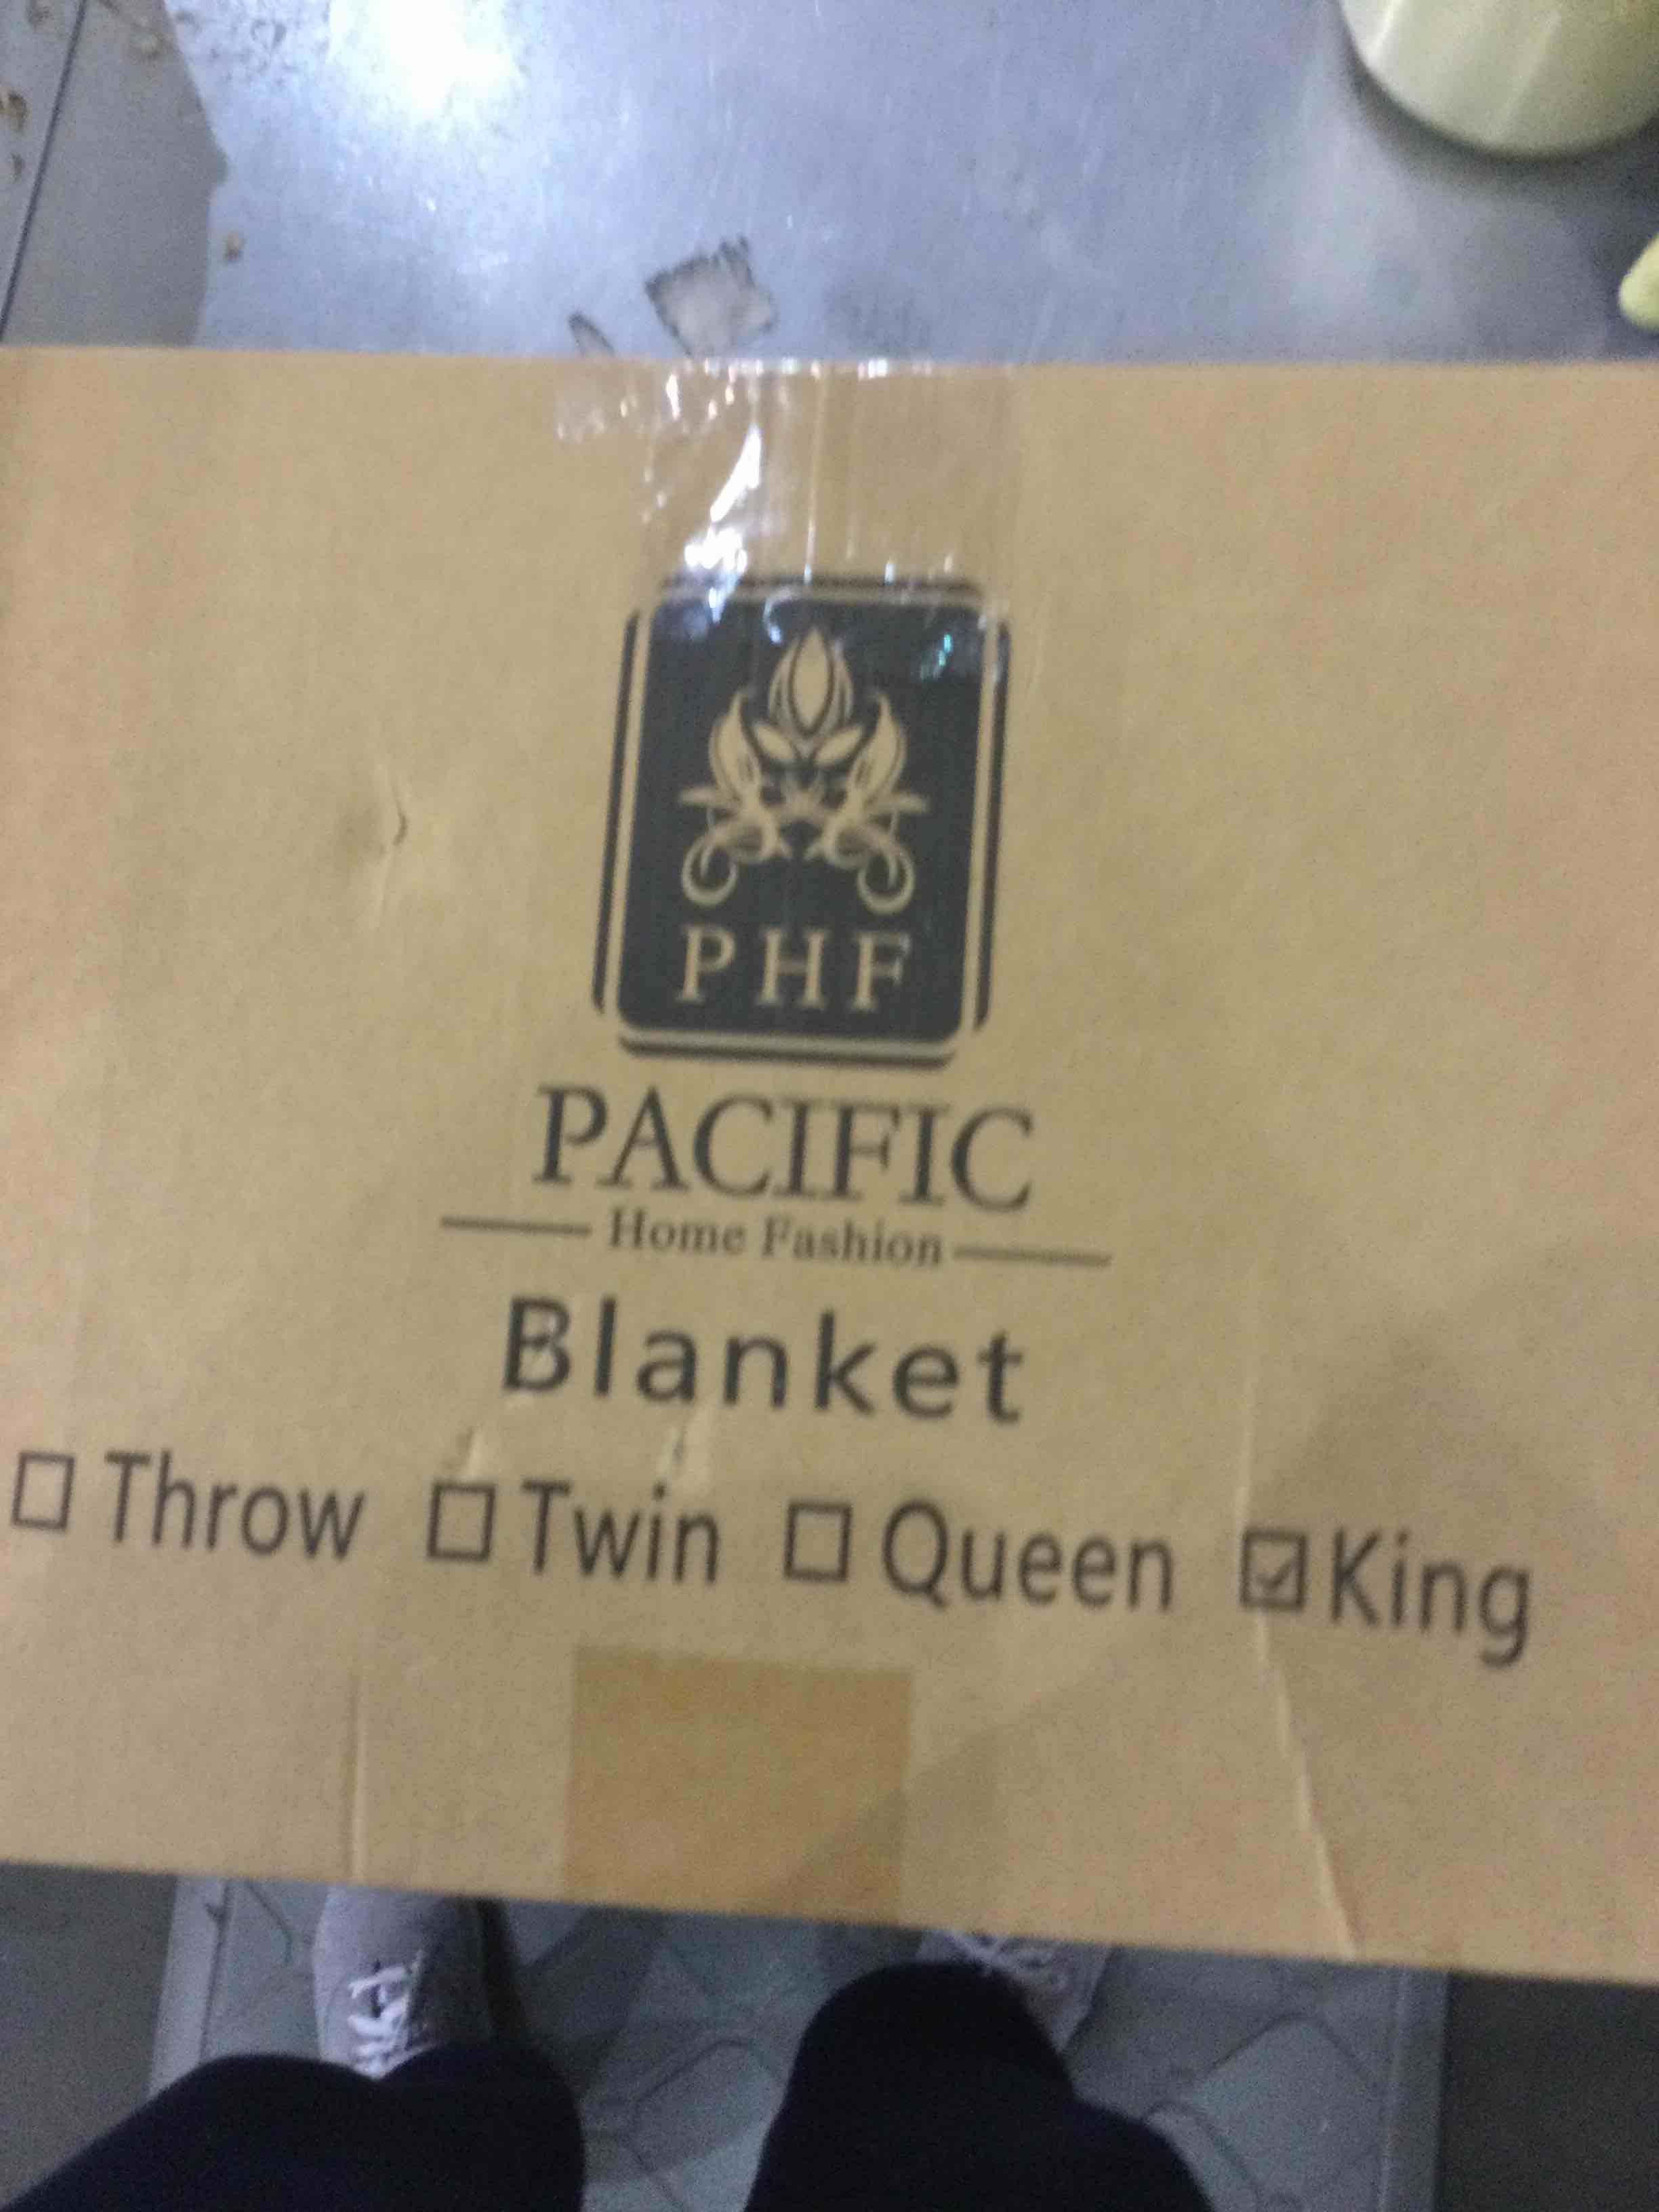 PHF
PACIFIC
Home Fashion
Blanket
☐ Throw ☐ Twin ☐ Queen ☑ King